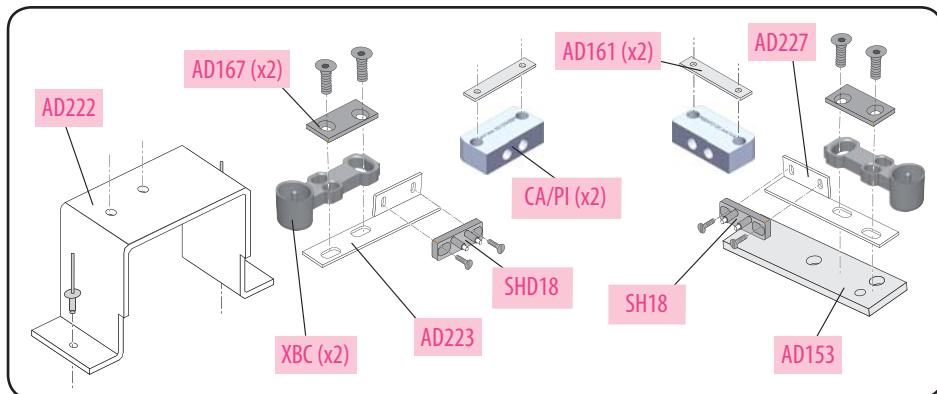 AD167 (x2)
AD161 (x2)
AD227
AD222
CA/PI (x2)
SHD18
SH18
AD223
XBC (x2)
AD153